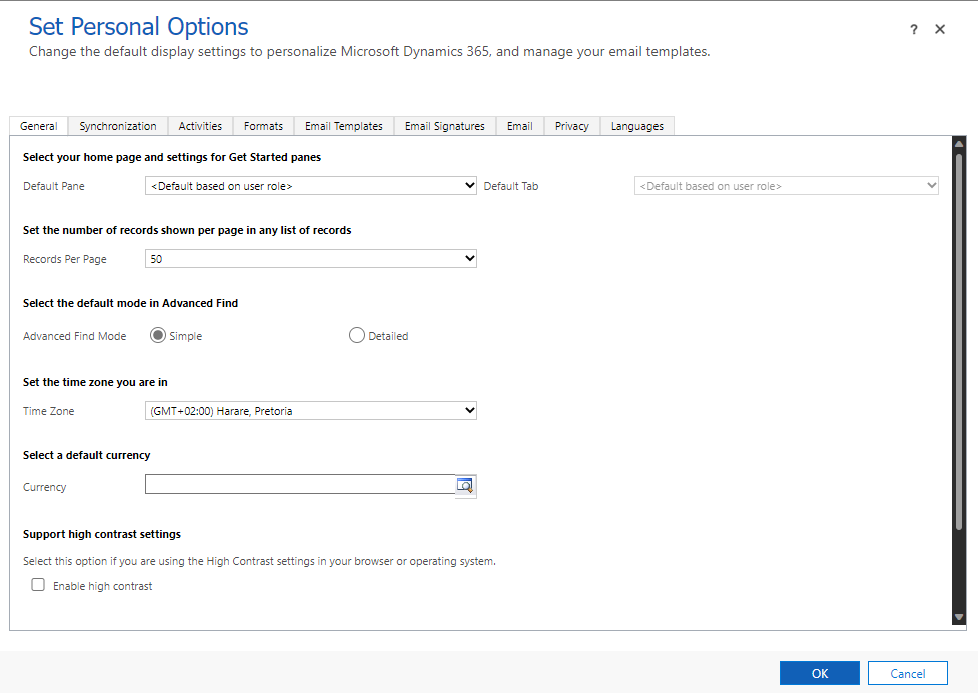 Set Personal Options
?
Change the default display settings to personalize Microsoft Dynamics 365, and manage your email templates.
General Synchronization Activities Formats Email Templates Email Signatures Email Privacy Languages
Select your home page and settings for Get Started panes
Default Pane <Default based on user role> Default Tab <Default based on user role>
Set the number of records shown per page in any list of records
Records Per Page 50
Select the default mode in Advanced Find
Advanced Find Mode Simple Detailed
Set the time zone you are in
Time Zone (GMT+02:00) Harare, Pretoria
Select a default currency
Currency
Support high contrast settings
Select this option if you are using the High Contrast settings in your browser or operating system.
Enable high contrast
OK Cancel